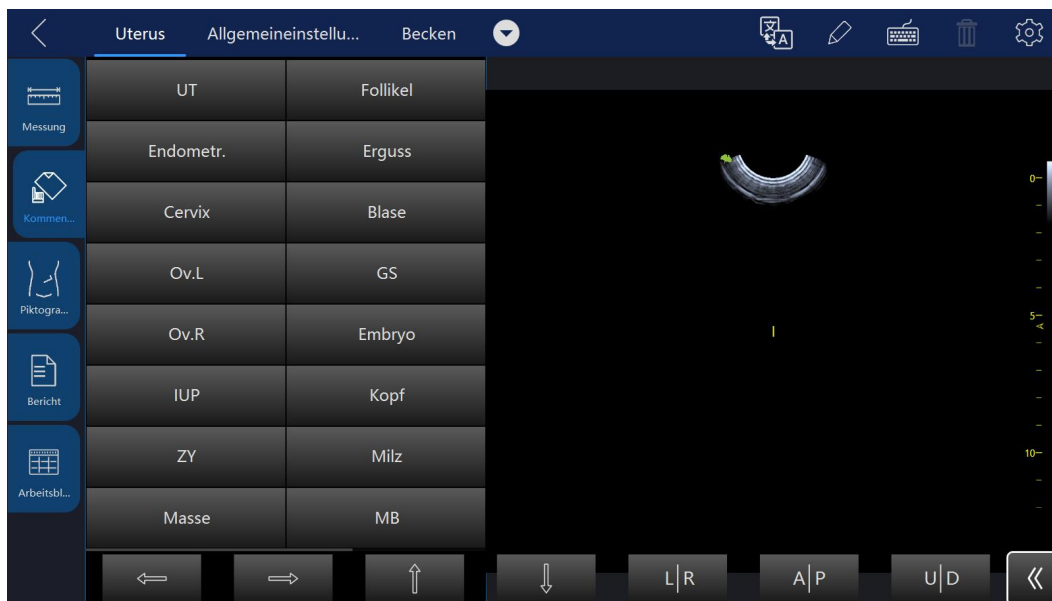 Uterus Allgemeineinstellu... Becken
Messung
Kommen...
Piktogra...
Bericht
Arbeitsbl...
UT Follikel
Endometr. Erguss
Cervix Blase
Ov.L GS
Ov.R Embryo
IUP Kopf
ZY Milz
Masse MB
L|R A|P U|D
0
5
A
10